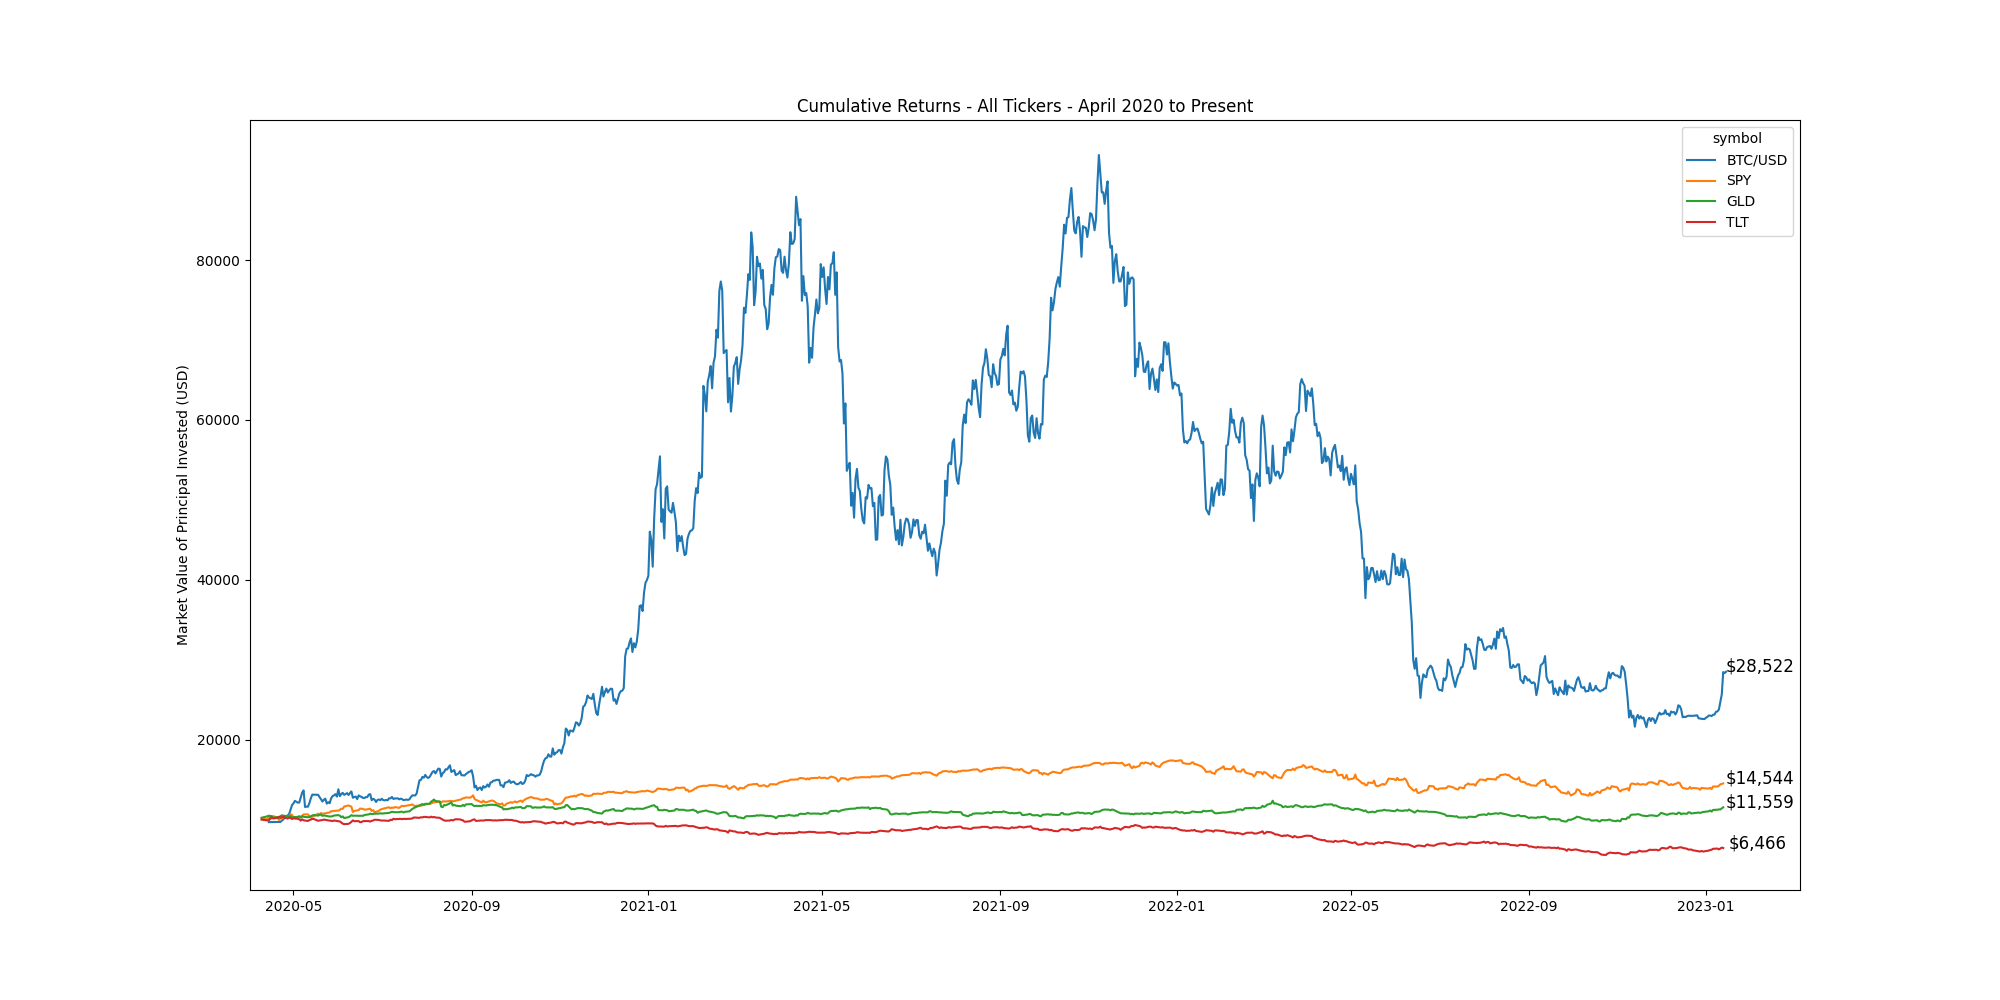 Cumulative Returns - All Tickers - April 2020 to Present
symbol
BTC/USD
SPY
GLD
TLT
Market Value of Principal Invested (USD)
80000
60000
40000
20000
$28,522
$14,544
$11,559
$6,466
2020-05
2020-09
2021-01
2021-05
2021-09
2022-01
2022-05
2022-09
2023-01